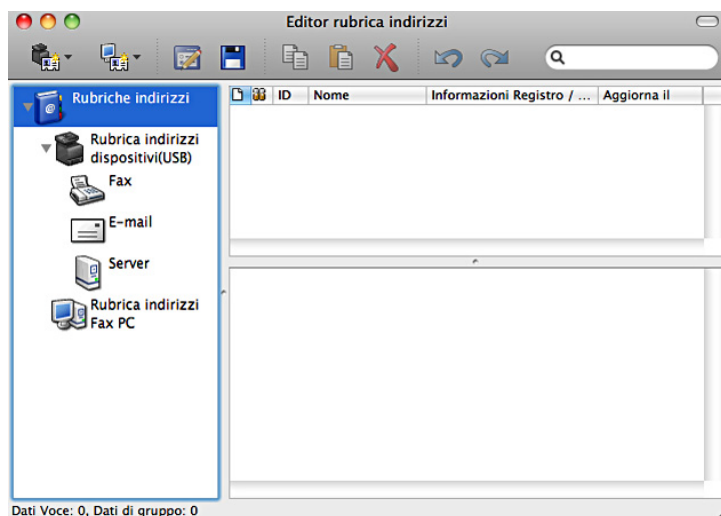 Editor rubrica indirizzi
Rubriche indirizzi
Rubrica indirizzi
dispositivi(USB)
Fax
E-mail
Server
Rubrica indirizzi
Fax PC
ID Nome Informazioni Registro / ... Aggiorna il
Dati Voce: 0, Dati di gruppo: 0